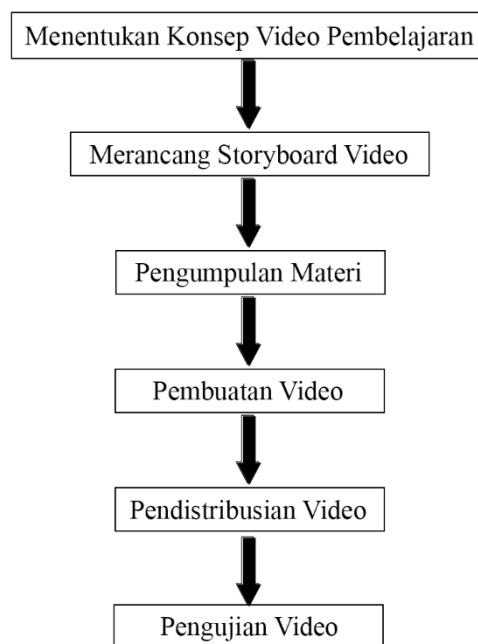 Menentukan Konsep Video Pembelajaran
Merancang Storyboard Video
Pengumpulan Materi
Pembuatan Video
Pendistribusian Video
Pengujian Video